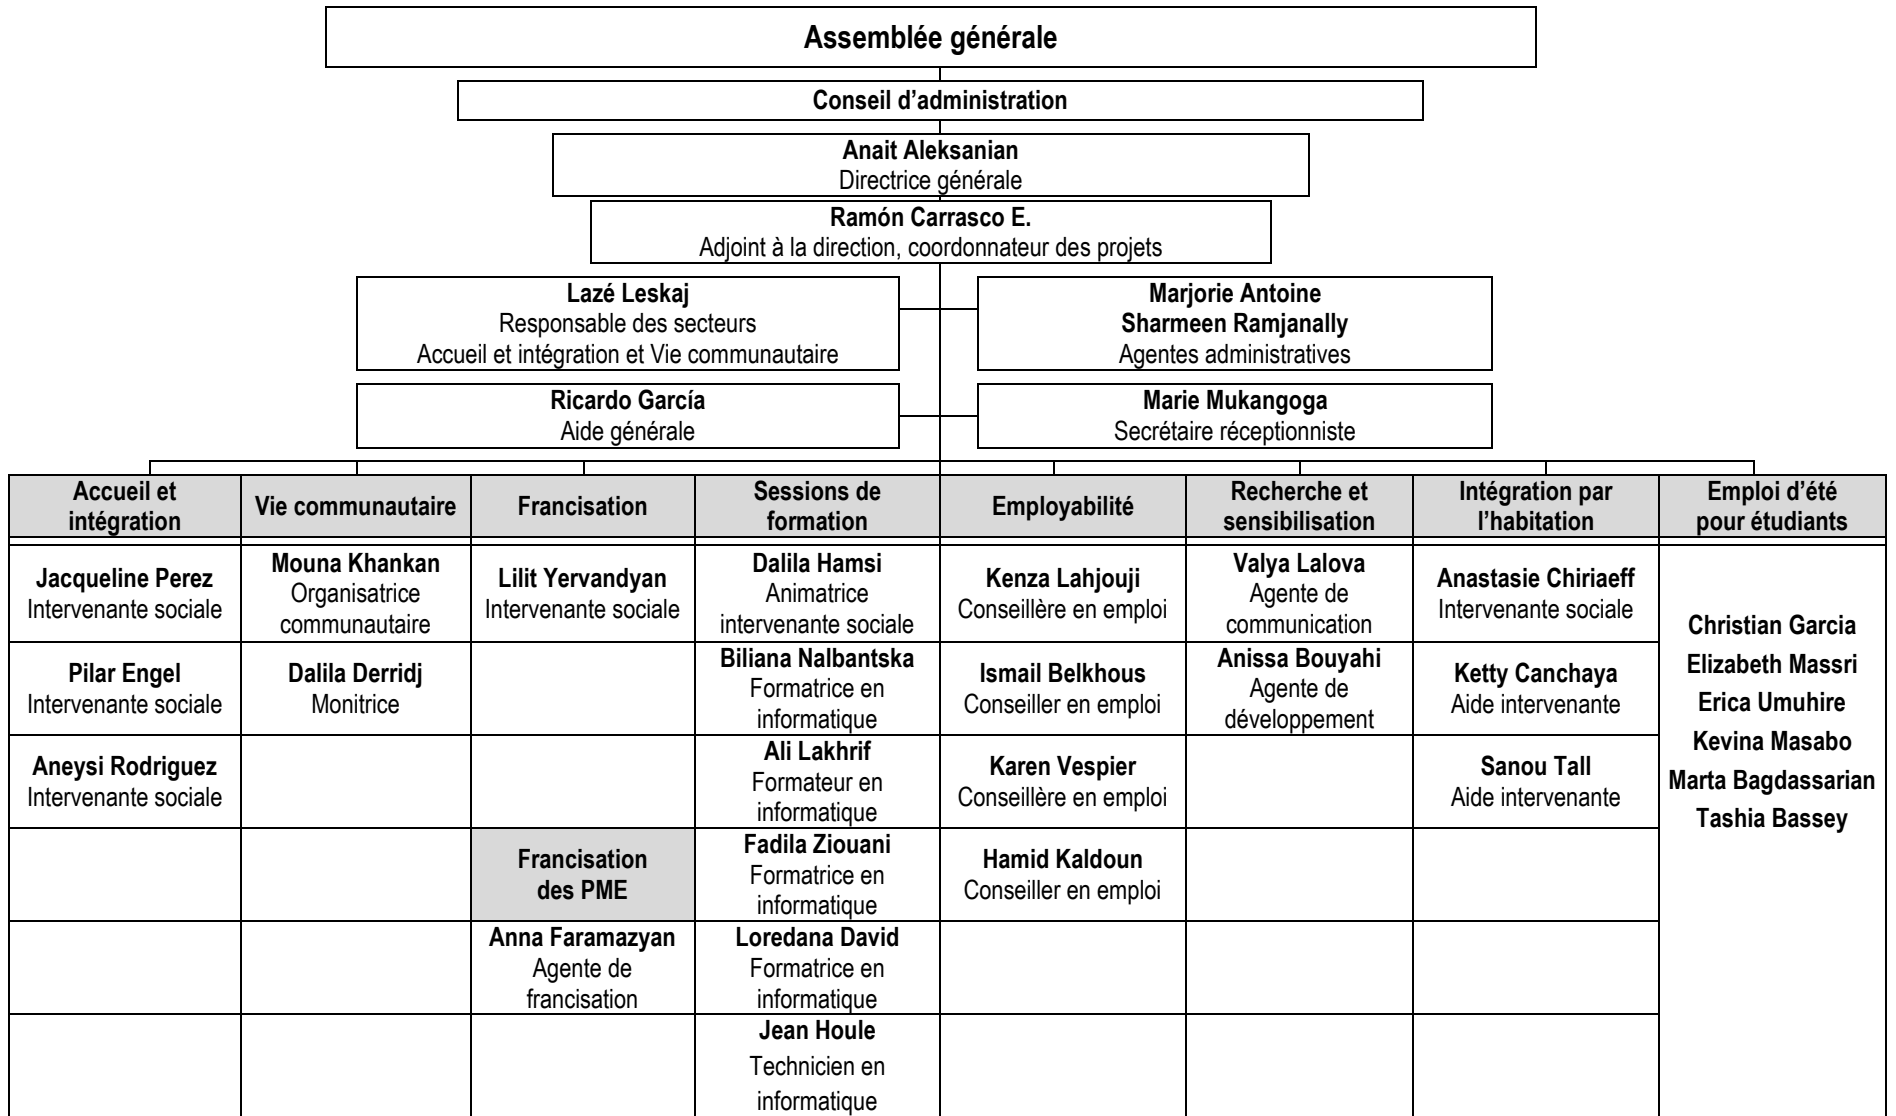 Assemblée générale
Conseil d’administration
Anait Aleksanian
Directrice générale
Ramón Carrasco E.
Adjoint à la direction, coordonnateur des projets
Lazé Leskaj
Responsable des secteurs
Accueil et intégration et Vie communautaire
Marjorie Antoine
Sharmeen Ramjanally
Agentes administratives
Ricardo García
Aide générale
Marie Mukangoga
Secrétaire réceptionniste
Accueil et
intégration
Vie communautaire
Francisation
Sessions de
formation
Employabilité
Recherche et
sensibilisation
Intégration par
l’habitation
Emploi d’été
pour étudiants
Jacqueline Perez
Intervenante sociale
Mouna Khankan
Organisatrice
communautaire
Lilit Yervandyan
Intervenante sociale
Dalila Hamsi
Animatrice
intervenante sociale
Kenza Lahjouji
Conseillère en emploi
Valya Lalova
Agente de
communication
Anastasie Chiriaeff
Intervenante sociale
Christian Garcia
Elizabeth Massri
Erica Umuhire
Kevina Masabo
Marta Bagdassarian
Tashia Bassey
Pilar Engel
Intervenante sociale
Dalila Derridj
Monitrice
Biliana Nalbantska
Formatrice en
informatique
Ismail Belkhous
Conseiller en emploi
Anissa Bouyahi
Agente de
développement
Ketty Canchaya
Aide intervenante
Aneysi Rodriguez
Intervenante sociale
Ali Lakhrif
Formateur en
informatique
Karen Vespier
Conseillère en emploi
Sanou Tall
Aide intervenante
Francisation
des PME
Fadila Ziouani
Formatrice en
informatique
Hamid Kaldoun
Conseiller en emploi
Anna Faramazyan
Agente de
francisation
Loredana David
Formatrice en
informatique
Jean Houle
Technicien en
informatique